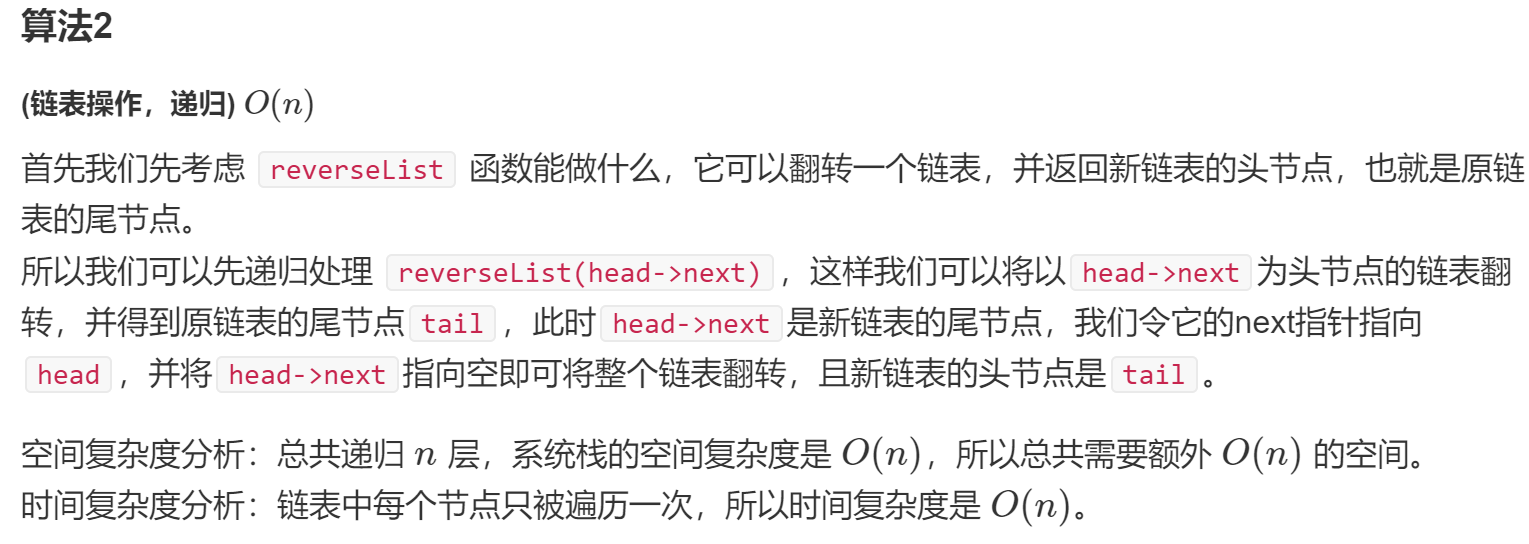 算法2
(链表操作，递归) O(n)
首先我们先考虑 reverseList 函数能做什么，它可以翻转一个链表，并返回新链表的头节点，也就是原链
表的尾节点。
所以我们可以先递归处理 reverseList(head->next) ，这样我们可以将以 head->next 为头节点的链表翻
转，并得到原链表的尾节点 tail ，此时 head->next 是新链表的尾节点，我们令它的next指针指向
head ，并将 head->next 指向空即可将整个链表翻转，且新链表的头节点是 tail 。
空间复杂度分析：总共递归 n 层，系统栈的空间复杂度是 O(n)，所以总共需要额外 O(n) 的空间。
时间复杂度分析：链表中每个节点只被遍历一次，所以时间复杂度是 O(n)。